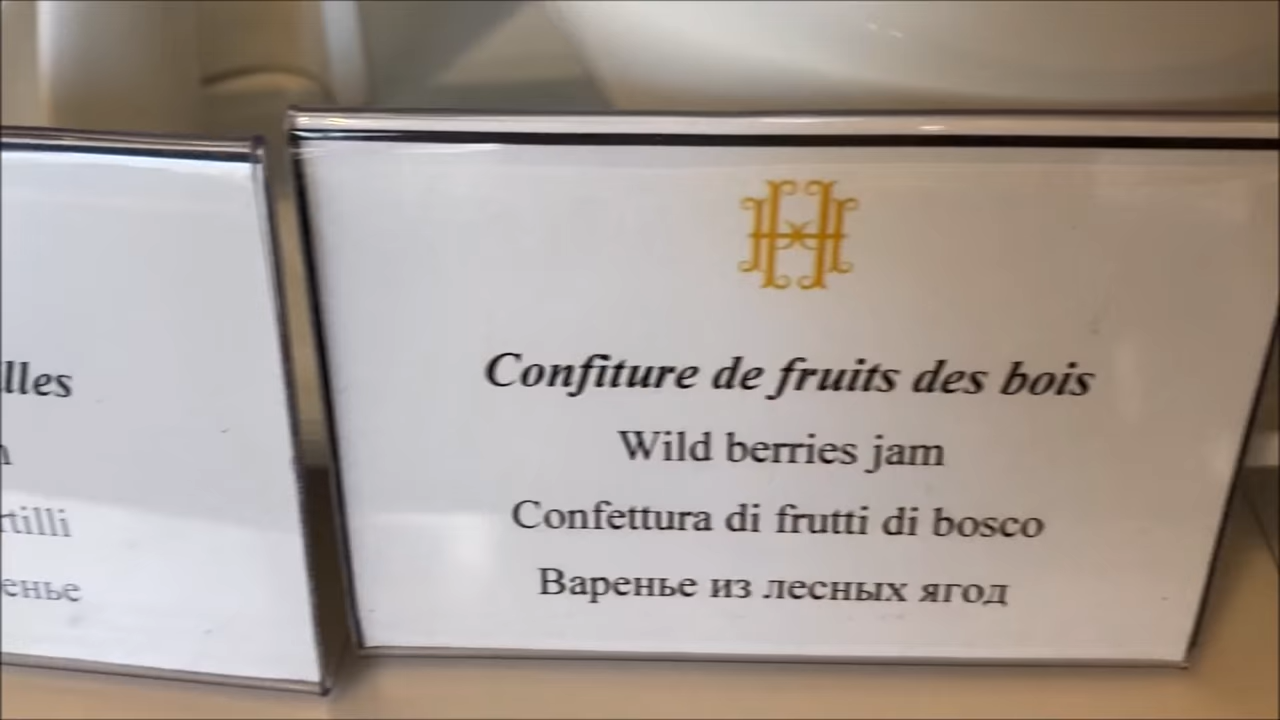 Confiture de fruits des bois
Wild berries jam
Confettura di frutti di bosco
Варенье из лесных ягод